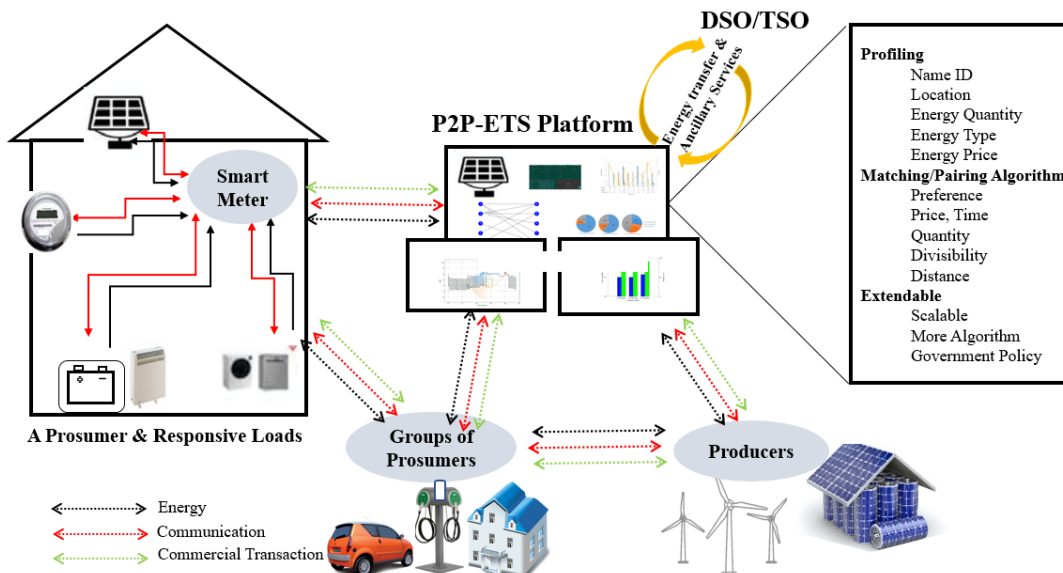 DSO/TSO
Energy transfer &
Ancillary Services
P2P-ETS Platform
Smart
Meter
Profiling
Name ID
Location
Energy Quantity
Energy Type
Energy Price
Matching/Pairing Algorithm
Preference
Price, Time
Quantity
Divisibility
Distance
Extendable
Scalable
More Algorithm
Government Policy
A Prosumer & Responsive Loads
Groups of
Prosumers
Producers
Energy
Communication
Commercial Transaction